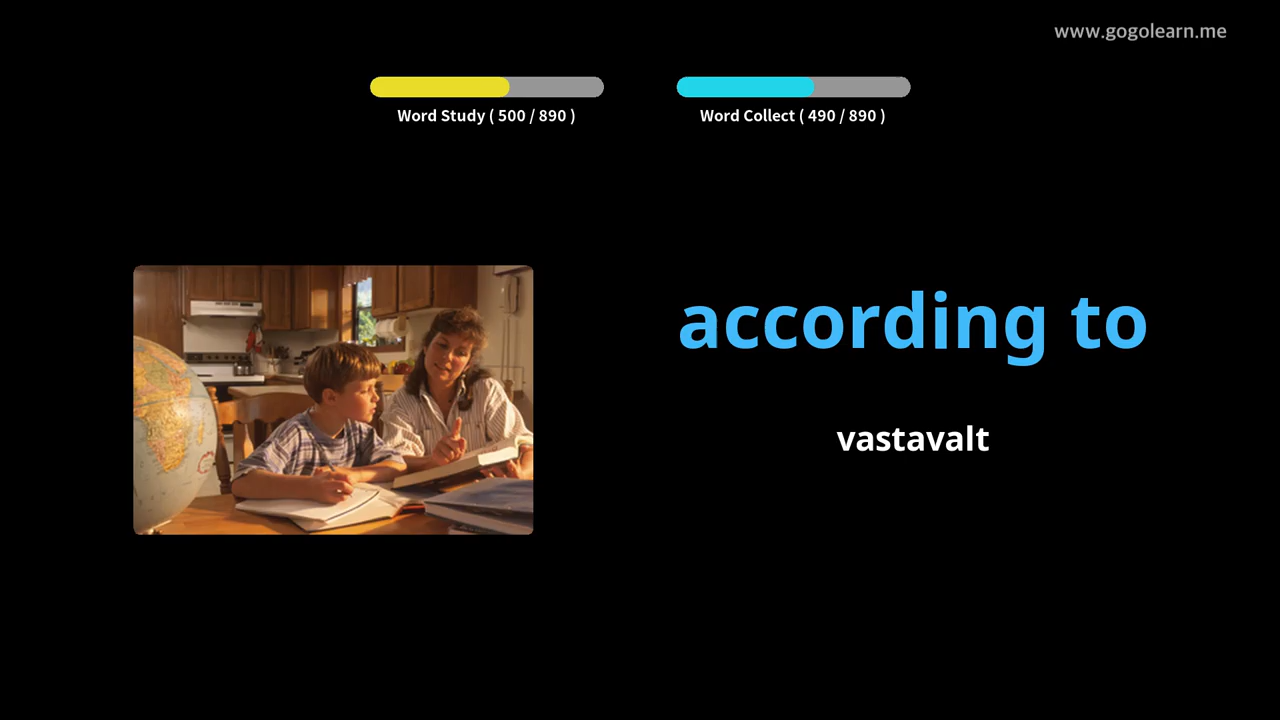 www.gogolearn.me
Word Study ( 500 / 890 )
Word Collect ( 490 / 890 )
according to
vastavalt